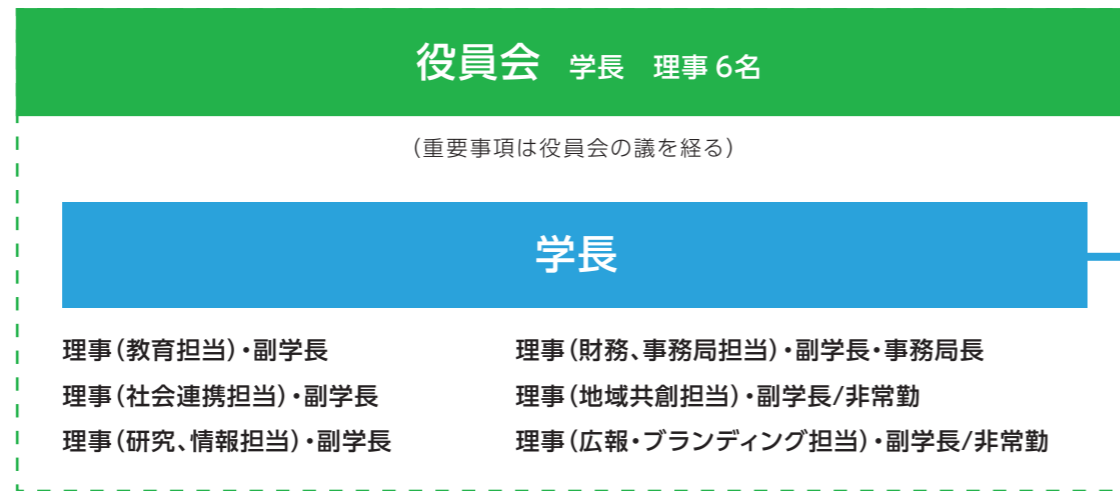 役員会 学長 理事6名
(重要事項は役員会の議を経る)
学長
理事(教育担当)・副学長
理事(社会連携担当)・副学長
理事(研究、情報担当)・副学長
理事(財務、事務局担当)・副学長・事務局長
理事(地域共創担当)・副学長/非常勤
理事(広報・ブランディング担当)・副学長/非常勤